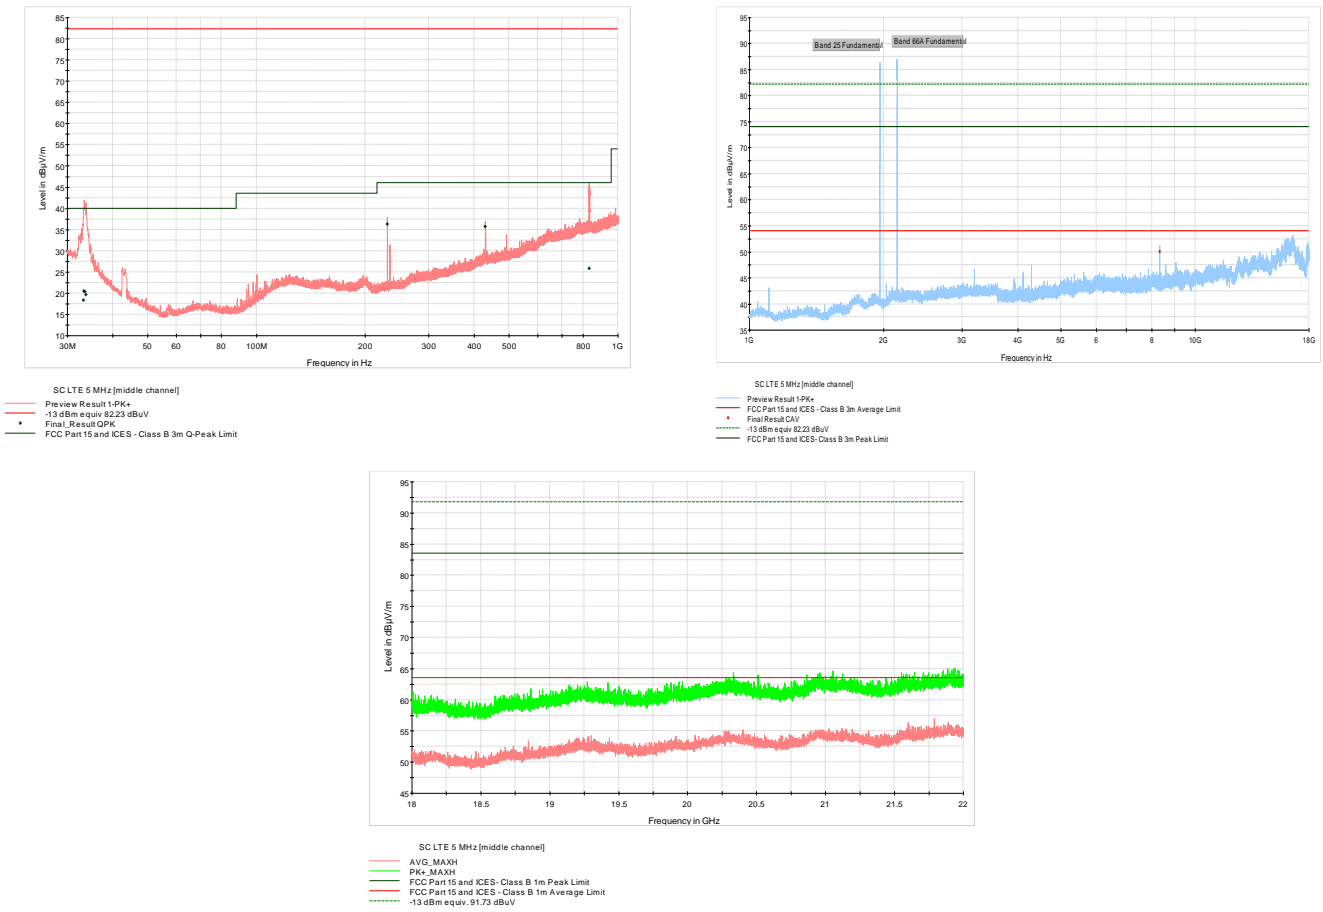 85
80
75
70
65
60
55
50
45
40
35
30
25
20
15
10
Level in dBµV/m
30M 50 60 80 100M 200 300 400 500 800 1G
Frequency in Hz
SC LTE 5 MHz [middle channel]
Preview Result 1-PK+
-13 dBm equiv 82.23 dBuV
Final_Result QPK
FCC Part 15 and ICES - Class B 3m Q-Peak Limit
95
90
85
80
75
70
65
60
55
50
45
40
35
Level in dBµV/m
Band 25 Fundamental
Band 66A Fundamental
1G 2G 3G 4G 5G 6 8 10G 18G
Frequency in Hz
SC LTE 5 MHz [middle channel]
Preview Result 1-PK+
FCC Part 15 and ICES - Class B 3m Average Limit
Final Result CAV
-13 dBm equiv 82.23 dBuV
FCC Part 15 and ICES- Class B 3m Peak Limit
95
90
85
80
75
70
65
60
55
50
45
Level in dBµV/m
18 18.5 19 19.5 20 20.5 21 21.5 22
Frequency in GHz
SC LTE 5 MHz [middle channel]
AVG_MAXH
PK+_MAXH
FCC Part 15 and ICES- Class B 1m Peak Limit
FCC Part 15 and ICES - Class B 1m Average Limit
-13 dBm equiv. 91.73 dBuV